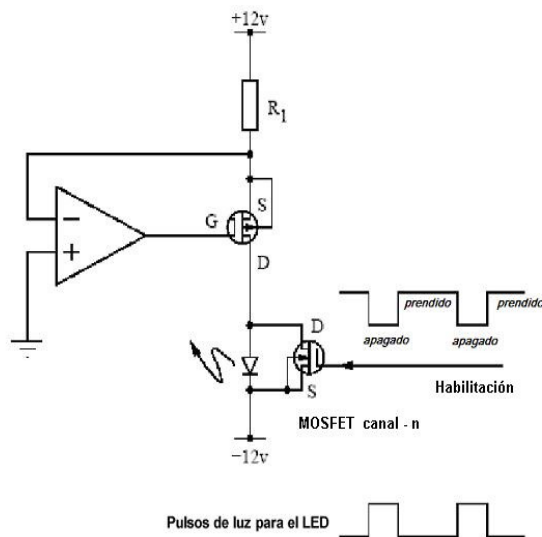 +12v
R1
S
G
D
prendido
prendido
D
apagado
apagado
Habilitación
S
MOSFET canal - n
−12v
Pulsos de luz para el LED